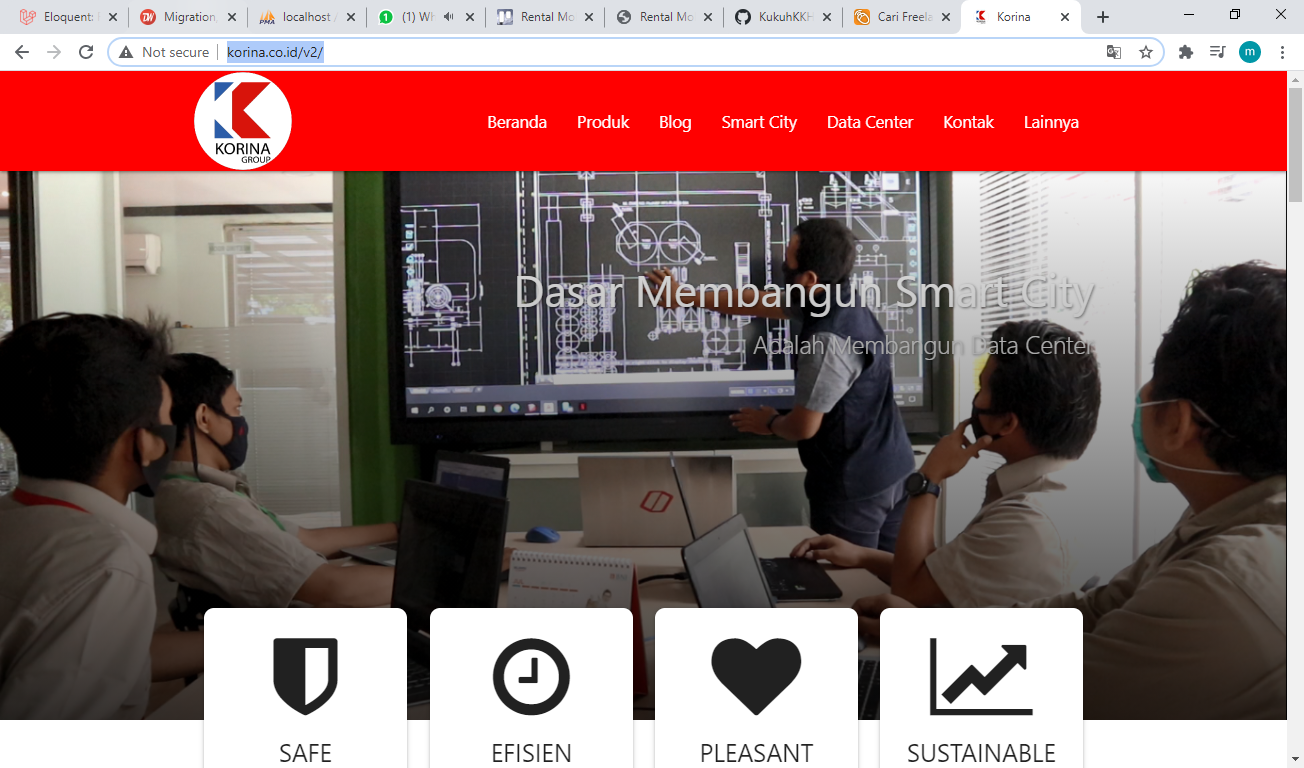 Eloquent:
Migration,
localhost /
(1) Wh
Rental Mo
Rental Mo
KukuhKKH
Cari Freela
Korina
Not secure
korina.co.id/v2/
m
KORINA
GROUP
Beranda
Produk
Blog
Smart City
Data Center
Kontak
Lainnya
Dasar Membangun Smart City
Adalah Membangun Data Center
SAFE
EFISIEN
PLEASANT
SUSTAINABLE